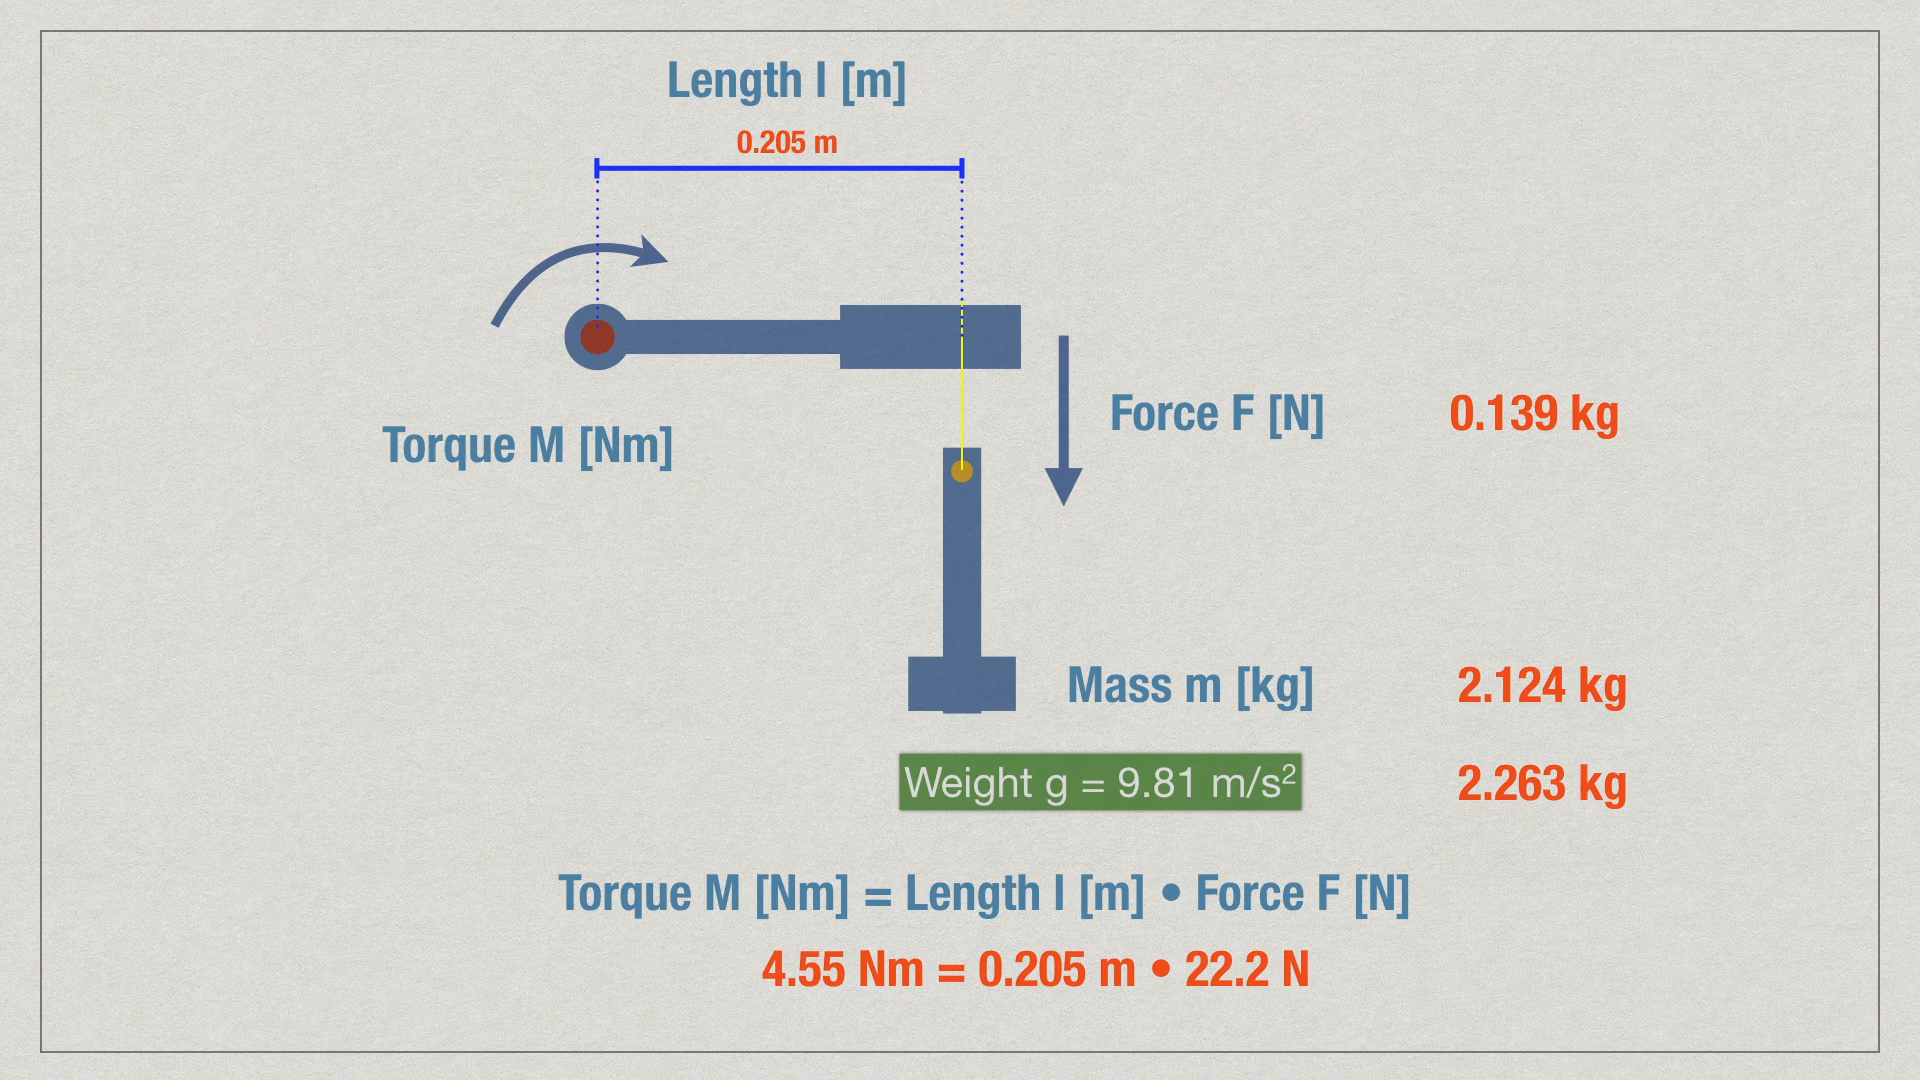 Length l [m]
0.205 m
Force F [N] 0.139 kg
Torque M [Nm]
Mass m [kg] 2.124 kg
Weight g = 9.81 m/s² 2.263 kg
Torque M [Nm] = Length l [m] • Force F [N]
4.55 Nm = 0.205 m • 22.2 N